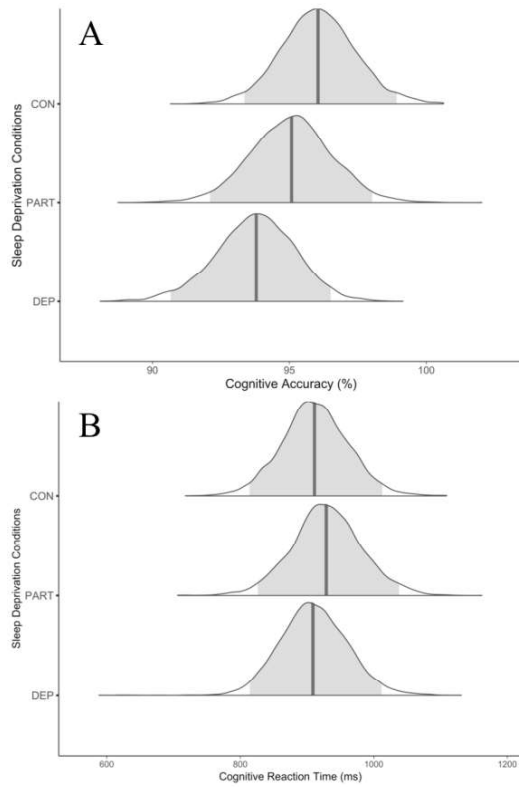 A
Sleep Deprivation Conditions
CON
PART
DEP
90
95
100
Cognitive Accuracy (%)
B
Sleep Deprivation Conditions
CON
PART
DEP
600
800
1000
1200
Cognitive Reaction Time (ms)